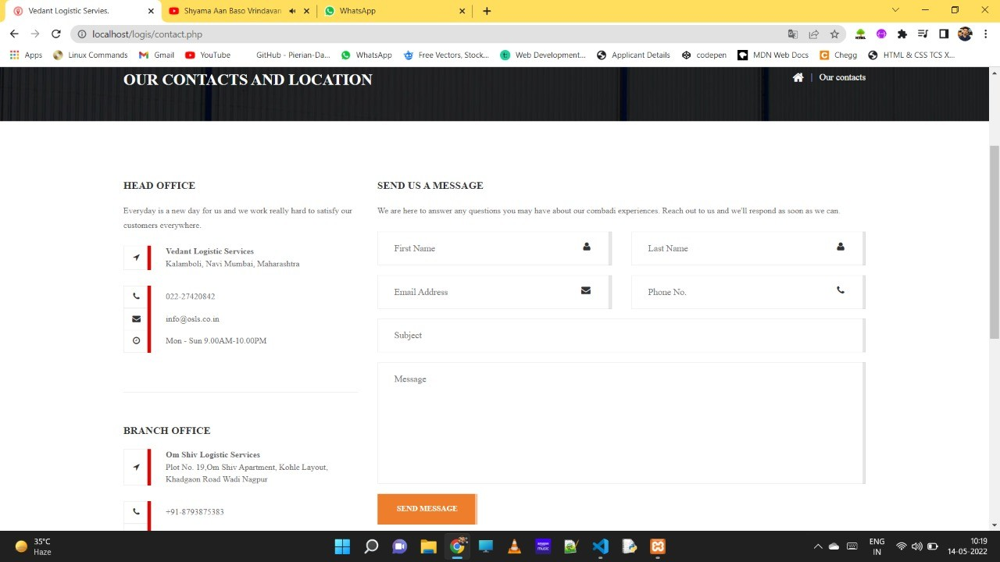 Vedant Logistic Servies.
Shyama Aan Baso Vrindavan
WhatsApp
localhost/logis/contact.php
Apps
Linux Commands
Gmail
YouTube
GitHub - Pierian-Da...
WhatsApp
Free Vectors, Stock...
Web Development...
Applicant Details
codepen
MDN Web Docs
Chegg
HTML & CSS TCS X...
OUR CONTACTS AND LOCATION
| Our contacts
HEAD OFFICE
Everyday is a new day for us and we work really hard to satisfy our
customers everywhere.
Vedant Logistic Services
Kalamboli, Navi Mumbai, Maharashtra
022-27420842
info@osls.co.in
Mon - Sun 9.00AM-10.00PM
BRANCH OFFICE
Om Shiv Logistic Services
Plot No. 19,Om Shiv Apartment, Kohle Layout,
Khadgaon Road Wadi Nagpur
+91-8793875383
SEND US A MESSAGE
We are here to answer any questions you may have about our combadi experiences. Reach out to us and we'll respond as soon as we can.
First Name
Last Name
Email Address
Phone No.
Subject
Message
SEND MESSAGE
35°C
Haze
ENG
IN
10:19
14-05-2022